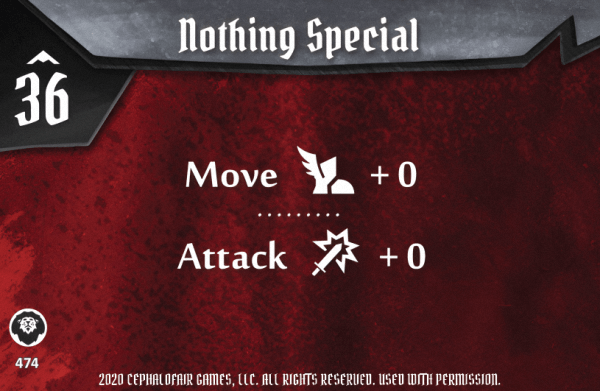 Nothing Special
36
Move + 0
Attack + 0
474
2020 CEPHALOFAIR GAMES, LLC. ALL RIGHTS RESERVED. USED WITH PERMISSION.